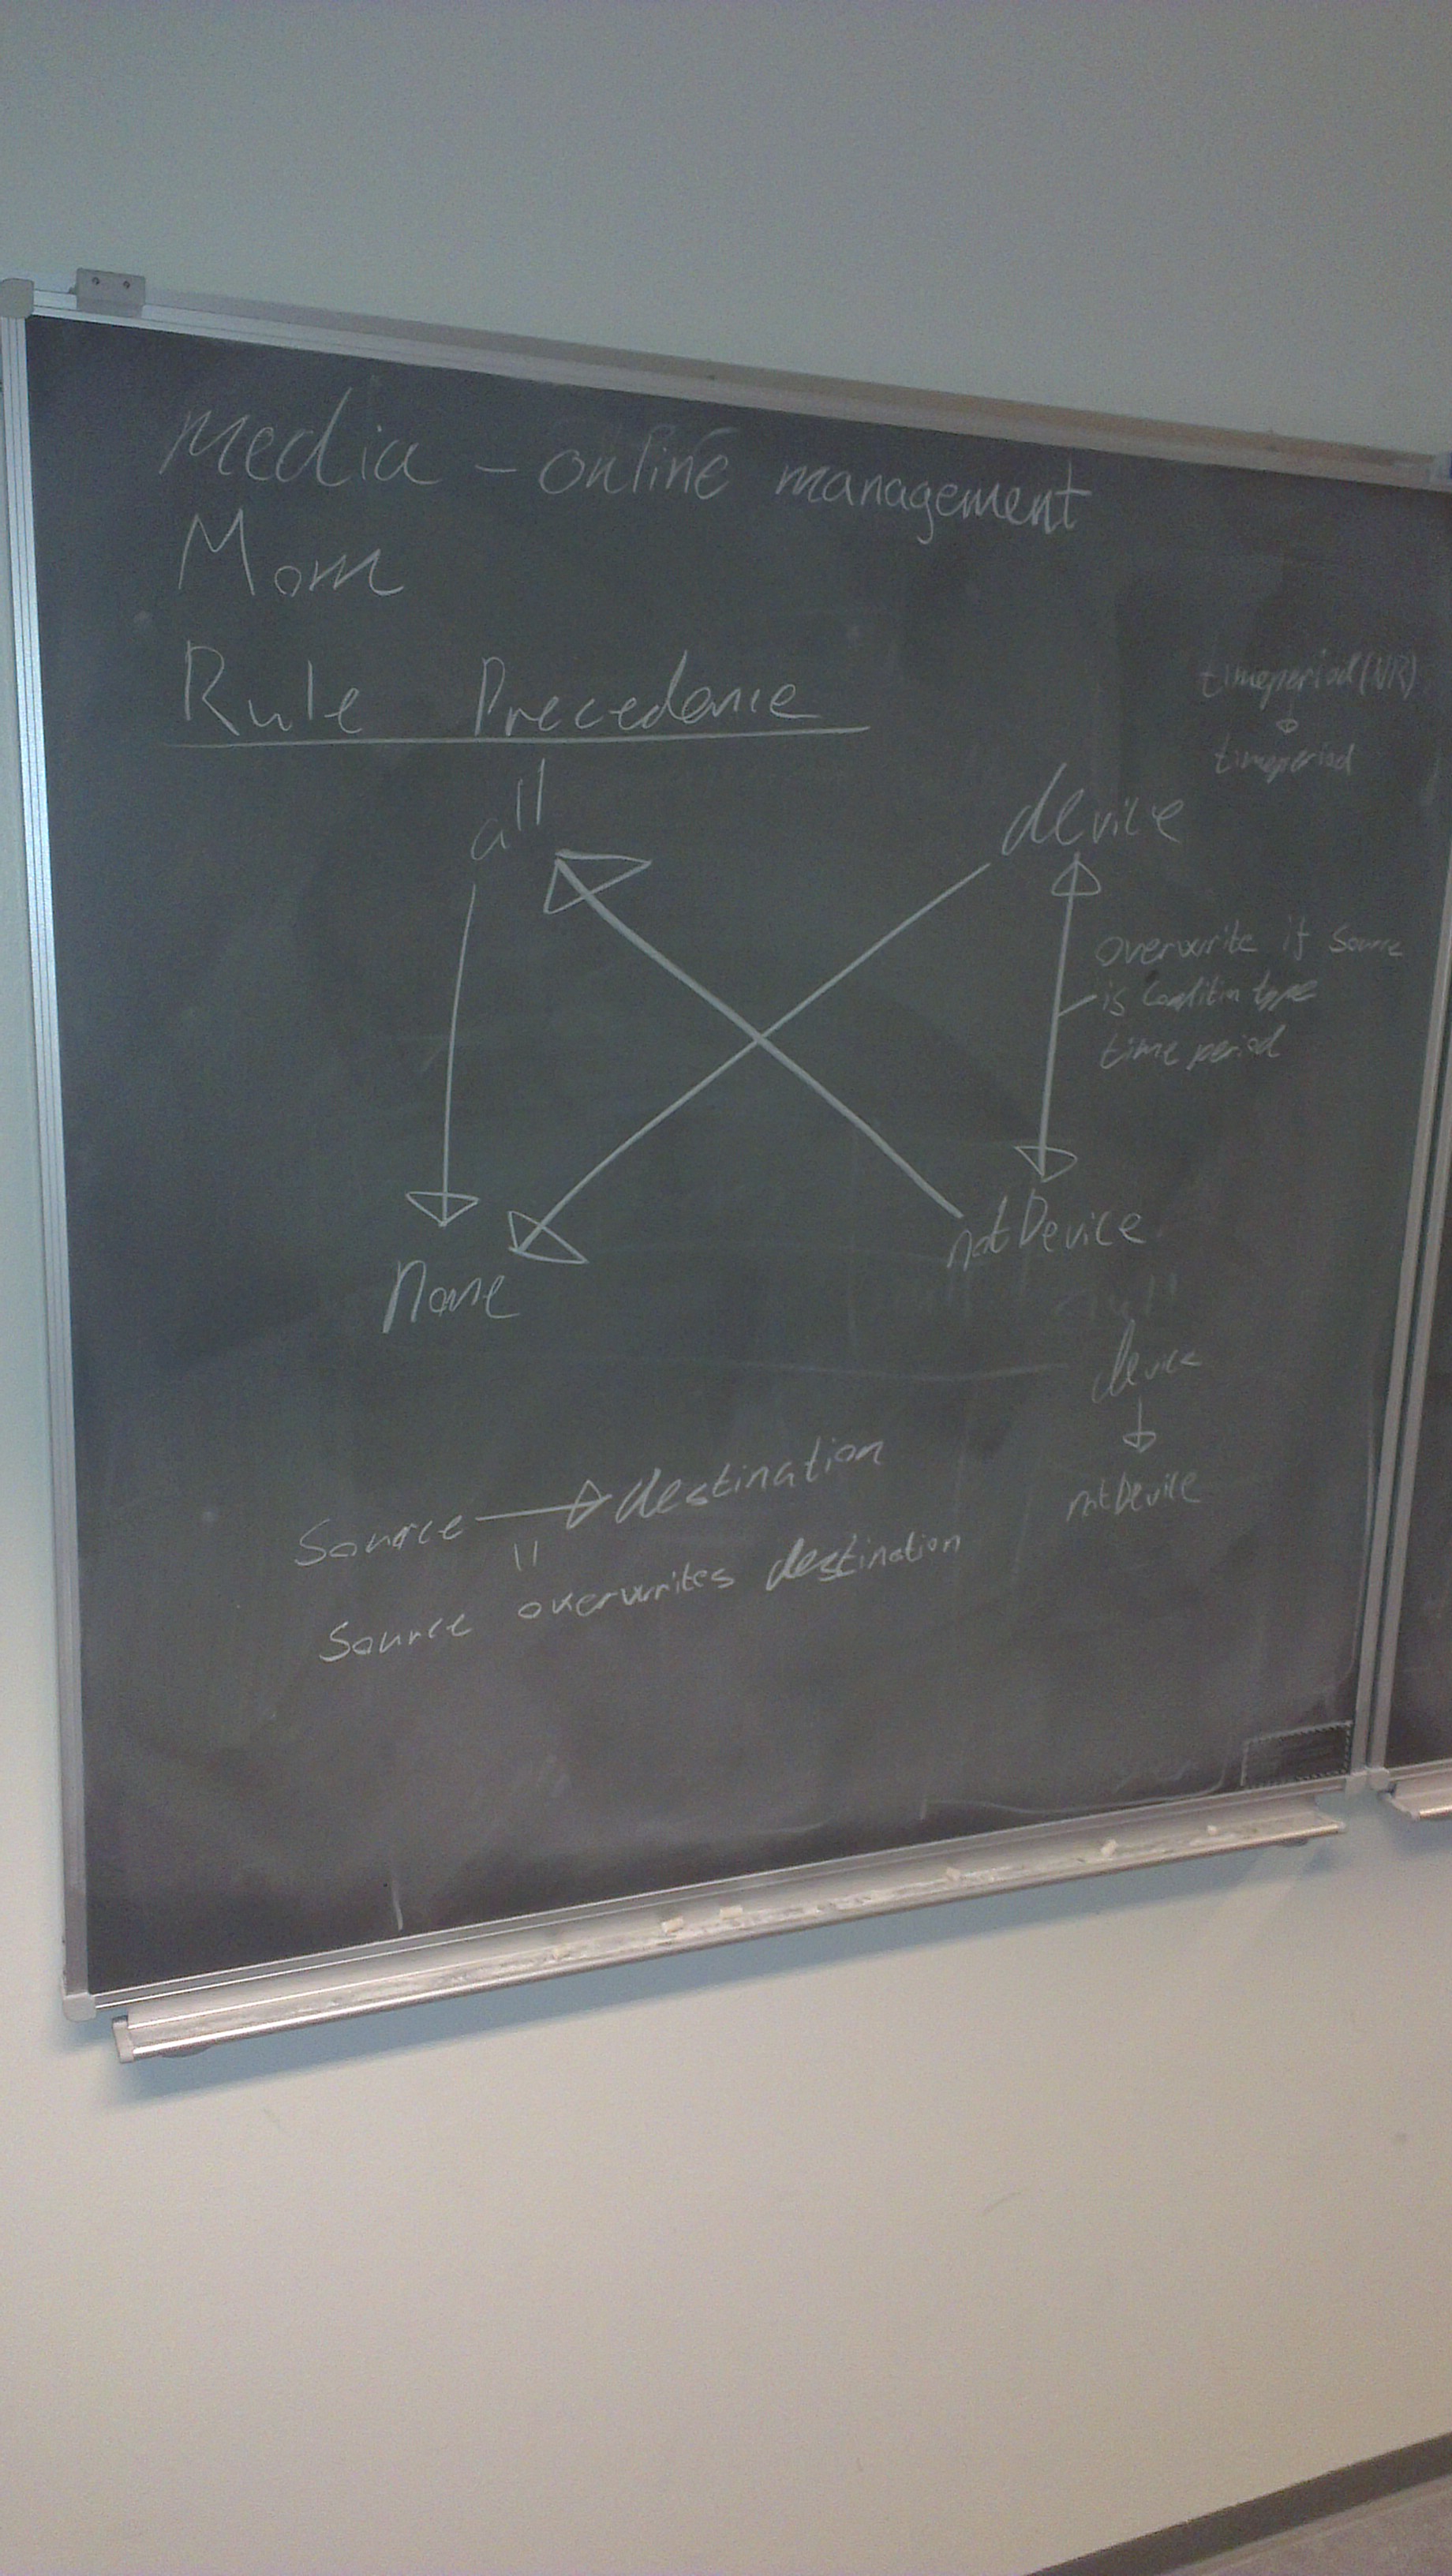 media - online management
Mom
Rule Precedence
timeperiod (NR)
timeperiod
all
device
overwrite if source
is condition type
time period
None
notDevice
device
notDevice
Source → destination
||
Source overwrites destination